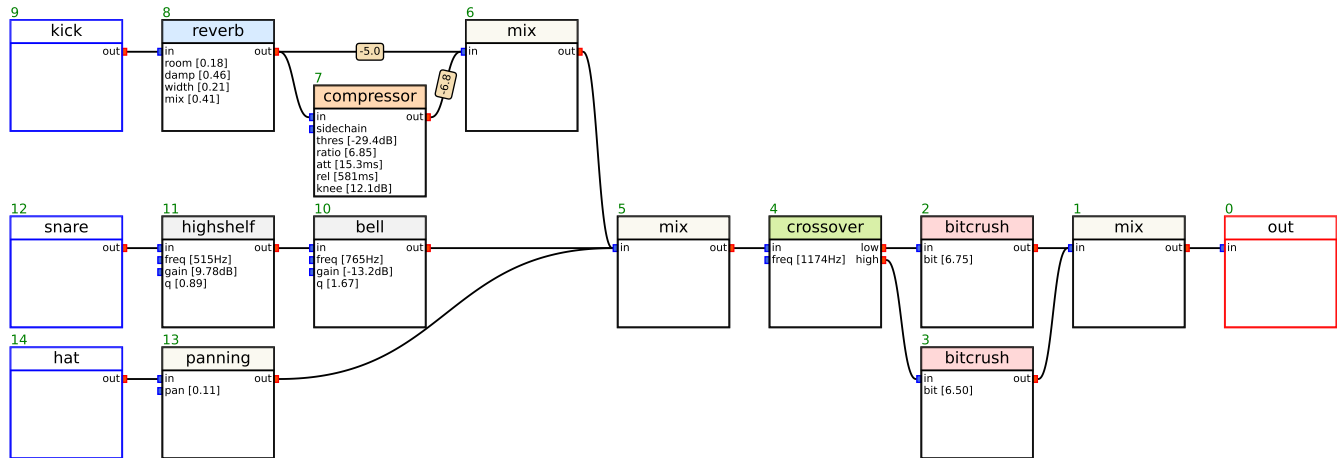 9
kick
out
8
reverb
in out
room [0.18]
damp [0.46]
width [0.21]
mix [0.41]
-5.0
7
compressor
in out
sidechain
thres [-29.4dB]
ratio [6.85]
att [15.3ms]
rel [581ms]
knee [12.1dB]
-6.8
6
mix
in out
12
snare
out
11
highshelf
in out
freq [515Hz]
gain [9.78dB]
q [0.89]
10
bell
in out
freq [765Hz]
gain [-13.2dB]
q [1.67]
5
mix
in out
4
crossover
in low
freq [1174Hz] high
2
bitcrush
in out
bit [6.75]
1
mix
in out
0
out
in
14
hat
out
13
panning
in out
pan [0.11]
3
bitcrush
in out
bit [6.50]